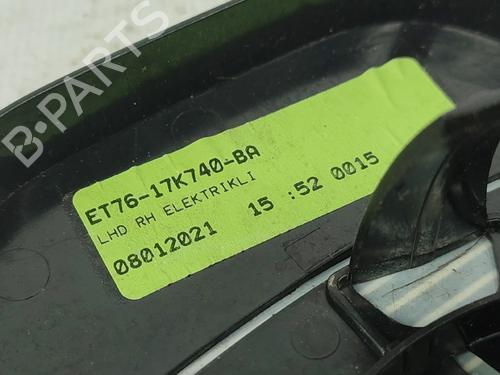 B-PARTS
ET76-17K740-BA
LHD RH ELEKTRIKLI
08012021 15:52 0015